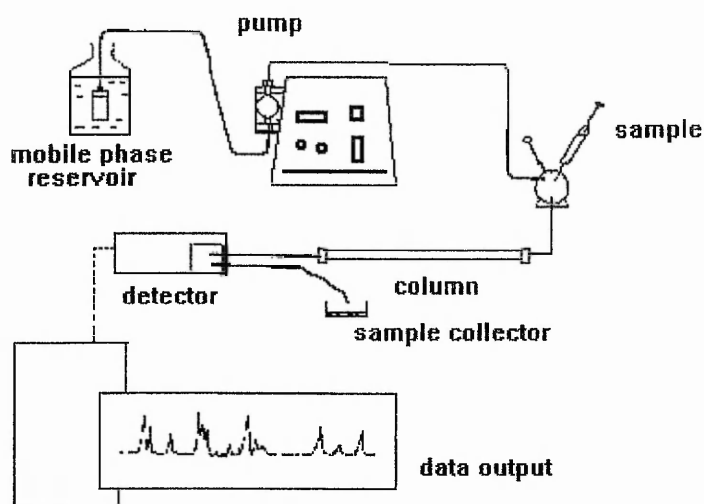 pump
sample
mobile phase
reservoir
detector
column
sample collector
data output